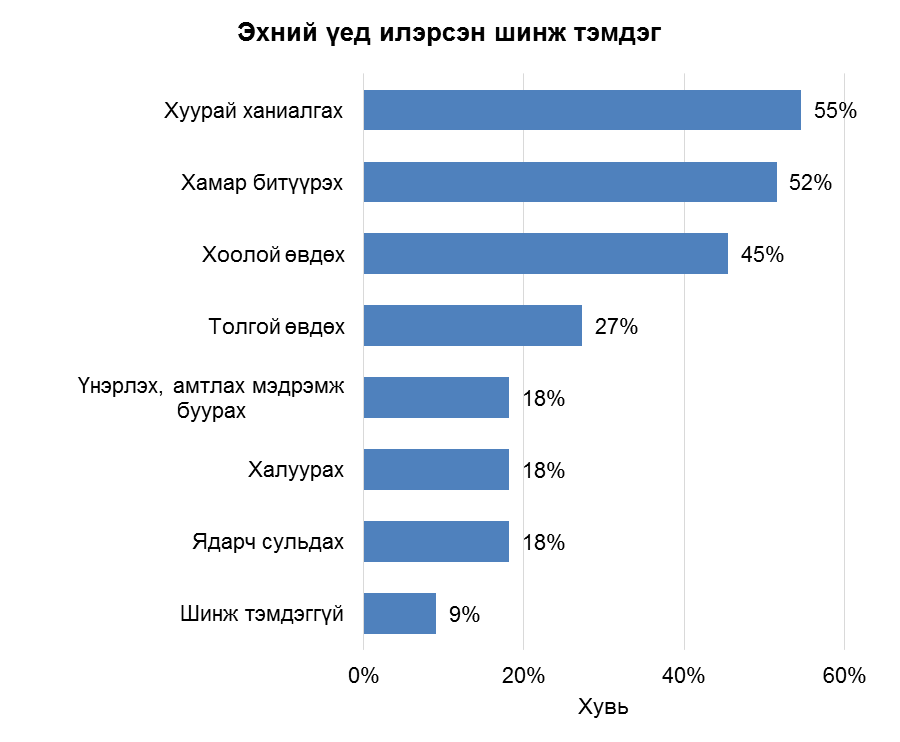 Эхний үед илэрсэн шинж тэмдэг
Хуурай ханиалгах
55%
Хамар битүүрэх
52%
Хоолой өвдөх
45%
Толгой өвдөх
27%
Үнэрлэх, амтлах мэдрэмж
буурах
18%
Халуурах
18%
Ядарч сульдах
18%
Шинж тэмдэггүй
9%
0% 20% 40% 60%
Хувь